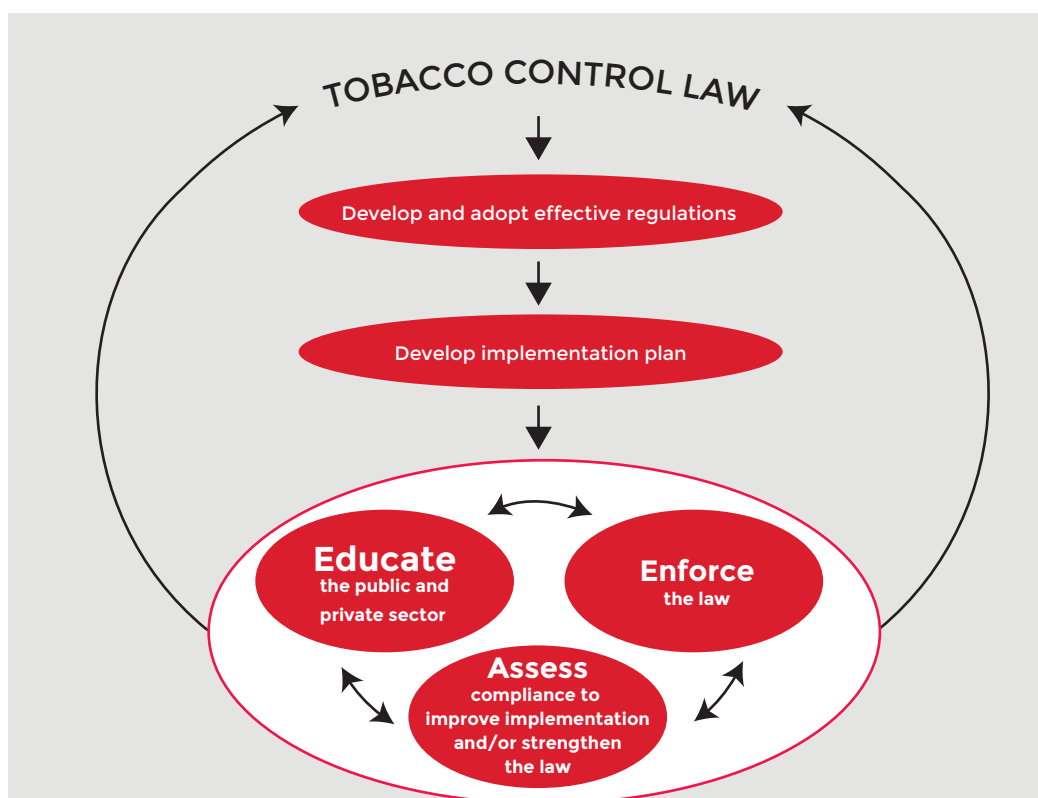 TOBACCO CONTROL LAW
Develop and adopt effective regulations
Develop implementation plan
Educate
the public and
private sector
Enforce
the law
Assess
compliance to
improve implementation
and/or strengthen
the law